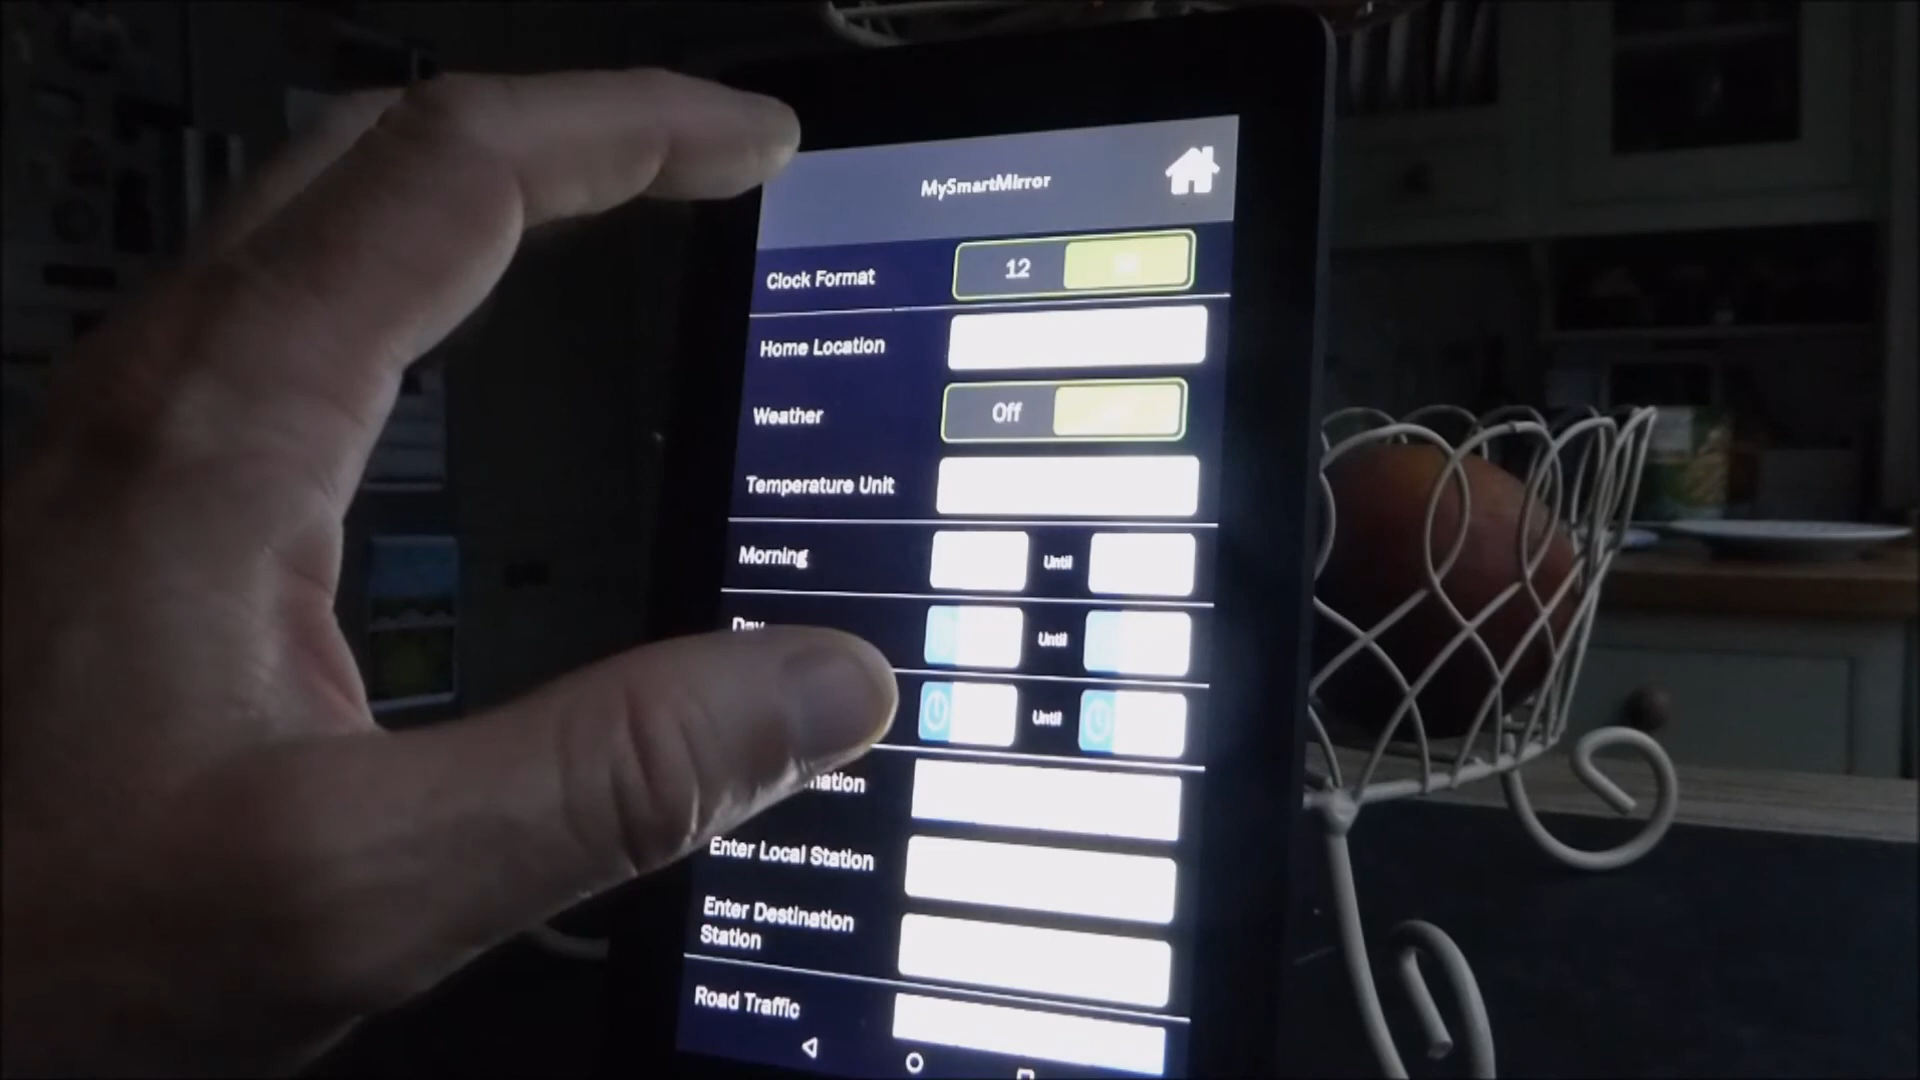 MySmartMirror
Clock Format 12
Home Location
Weather Off
Temperature Unit
Morning Until
Day Until
Until
Enter Local Station
Enter Destination
Station
Road Traffic